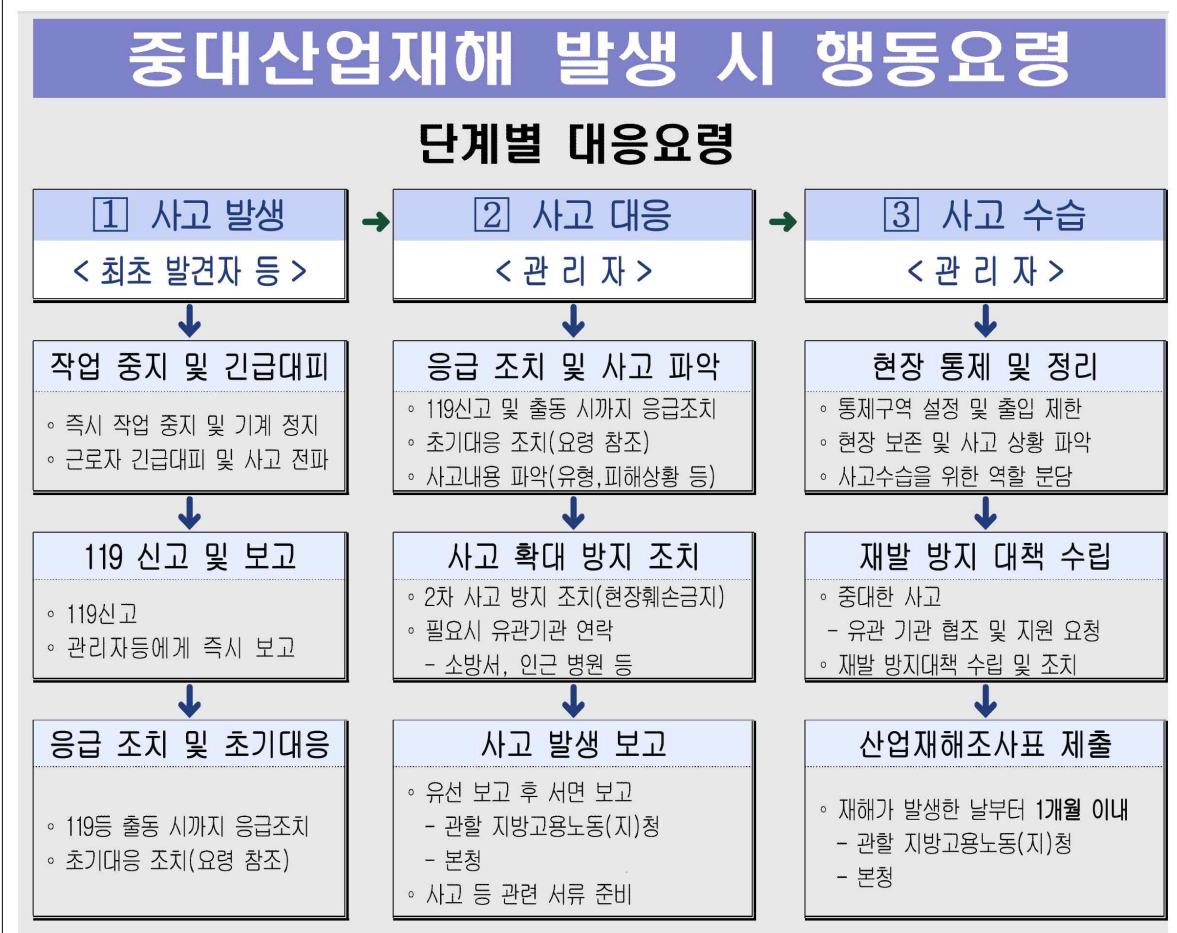 중대산업재해 발생 시 행동요령
단계별 대응요령
1 사고 발생
< 최초 발견자 등 >
작업 중지 및 긴급대피
◦ 즉시 작업 중지 및 기계 정지
◦ 근로자 긴급대피 및 사고 전파
119 신고 및 보고
◦ 119신고
◦ 관리자등에게 즉시 보고
응급 조치 및 초기대응
◦ 119등 출동 시까지 응급조치
◦ 초기대응 조치(요령 참조)
2 사고 대응
< 관 리 자 >
응급 조치 및 사고 파악
◦ 119신고 및 출동 시까지 응급조치
◦ 초기대응 조치(요령 참조)
◦ 사고내용 파악(유형,피해상황 등)
사고 확대 방지 조치
◦ 2차 사고 방지 조치(현장훼손금지)
◦ 필요시 유관기관 연락
- 소방서, 인근 병원 등
사고 발생 보고
◦ 유선 보고 후 서면 보고
- 관할 지방고용노동(지)청
- 본청
◦ 사고 등 관련 서류 준비
3 사고 수습
< 관 리 자 >
현장 통제 및 정리
◦ 통제구역 설정 및 출입 제한
◦ 현장 보존 및 사고 상황 파악
◦ 사고수습을 위한 역할 분담
재발 방지 대책 수립
◦ 중대한 사고
- 유관 기관 협조 및 지원 요청
◦ 재발 방지대책 수립 및 조치
산업재해조사표 제출
◦ 재해가 발생한 날부터 1개월 이내
- 관할 지방고용노동(지)청
- 본청